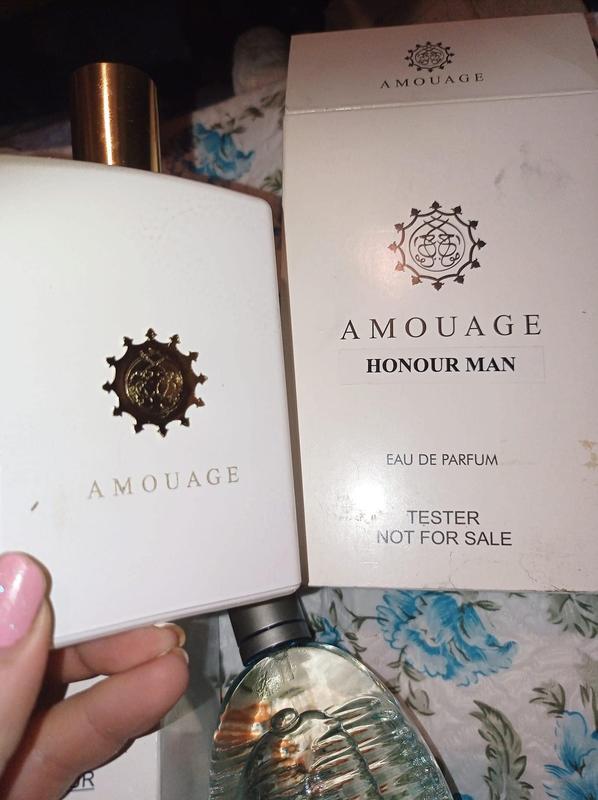 AMOUAGE
AMOUAGE
HONOUR MAN
EAU DE PARFUM
TESTER
NOT FOR SALE
AMOUAGE